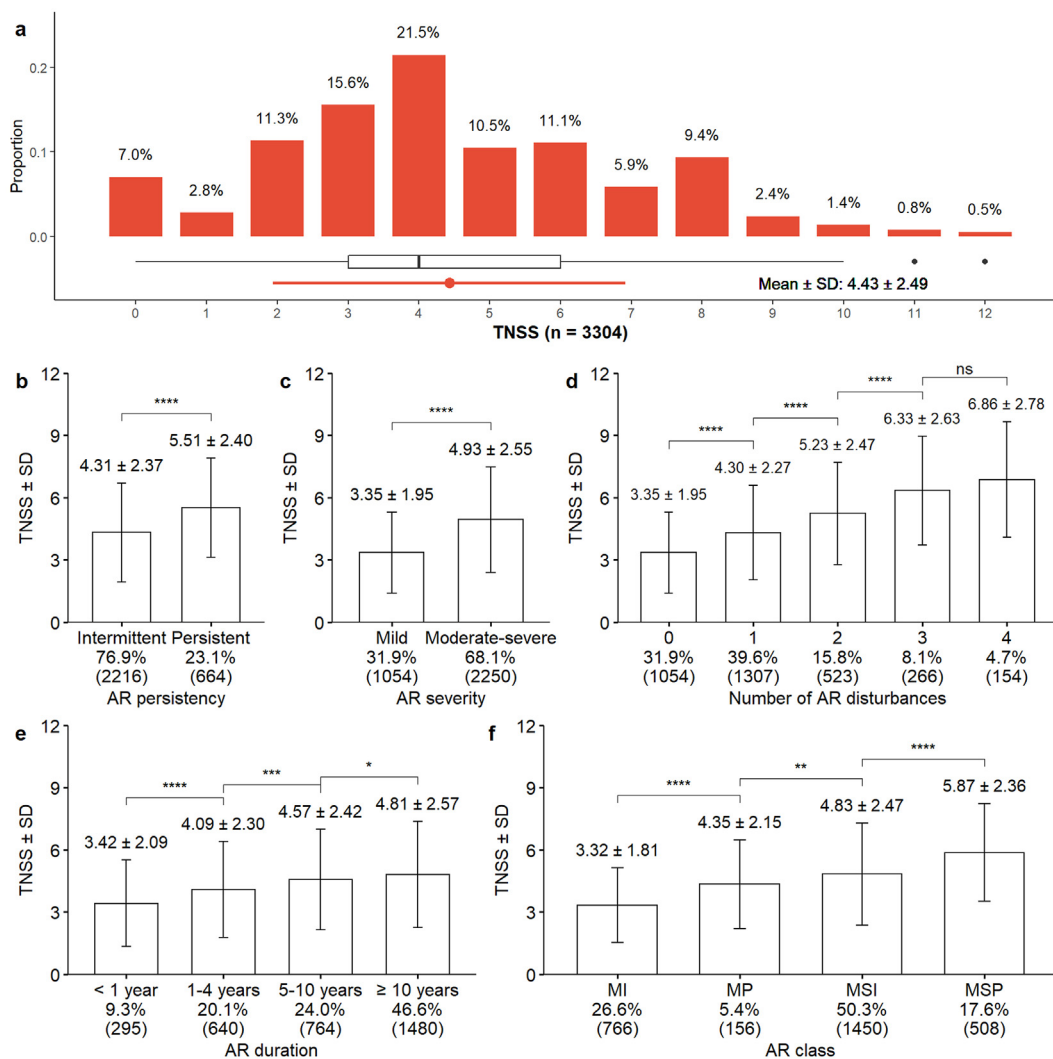 a
21.5%
15.6%
11.3%
10.5%
11.1%
9.4%
7.0%
5.9%
2.8%
2.4%
1.4%
0.8%
0.5%
Proportion
0.2
0.1
0.0
Mean ± SD: 4.43 ± 2.49
0 1 2 3 4 5 6 7 8 9 10 11 12
TNSS (n = 3304)
b
TNSS ± SD
12
9
6
3
0
****
4.31 ± 2.37
5.51 ± 2.40
Intermittent Persistent
76.9% 23.1%
(2216) (664)
AR persistency
c
TNSS ± SD
12
9
6
3
0
****
3.35 ± 1.95
4.93 ± 2.55
Mild Moderate-severe
31.9% 68.1%
(1054) (2250)
AR severity
d
TNSS ± SD
12
9
6
3
0
****
****
****
ns
3.35 ± 1.95
4.30 ± 2.27
5.23 ± 2.47
6.33 ± 2.63
6.86 ± 2.78
0 1 2 3 4
31.9% 39.6% 15.8% 8.1% 4.7%
(1054) (1307) (523) (266) (154)
Number of AR disturbances
e
TNSS ± SD
12
9
6
3
0
****
***
*
3.42 ± 2.09
4.09 ± 2.30
4.57 ± 2.42
4.81 ± 2.57
< 1 year 1-4 years 5-10 years ≥ 10 years
9.3% 20.1% 24.0% 46.6%
(295) (640) (764) (1480)
AR duration
f
TNSS ± SD
12
9
6
3
0
****
**
****
3.32 ± 1.81
4.35 ± 2.15
4.83 ± 2.47
5.87 ± 2.36
MI MP MSI MSP
26.6% 5.4% 50.3% 17.6%
(766) (156) (1450) (508)
AR class